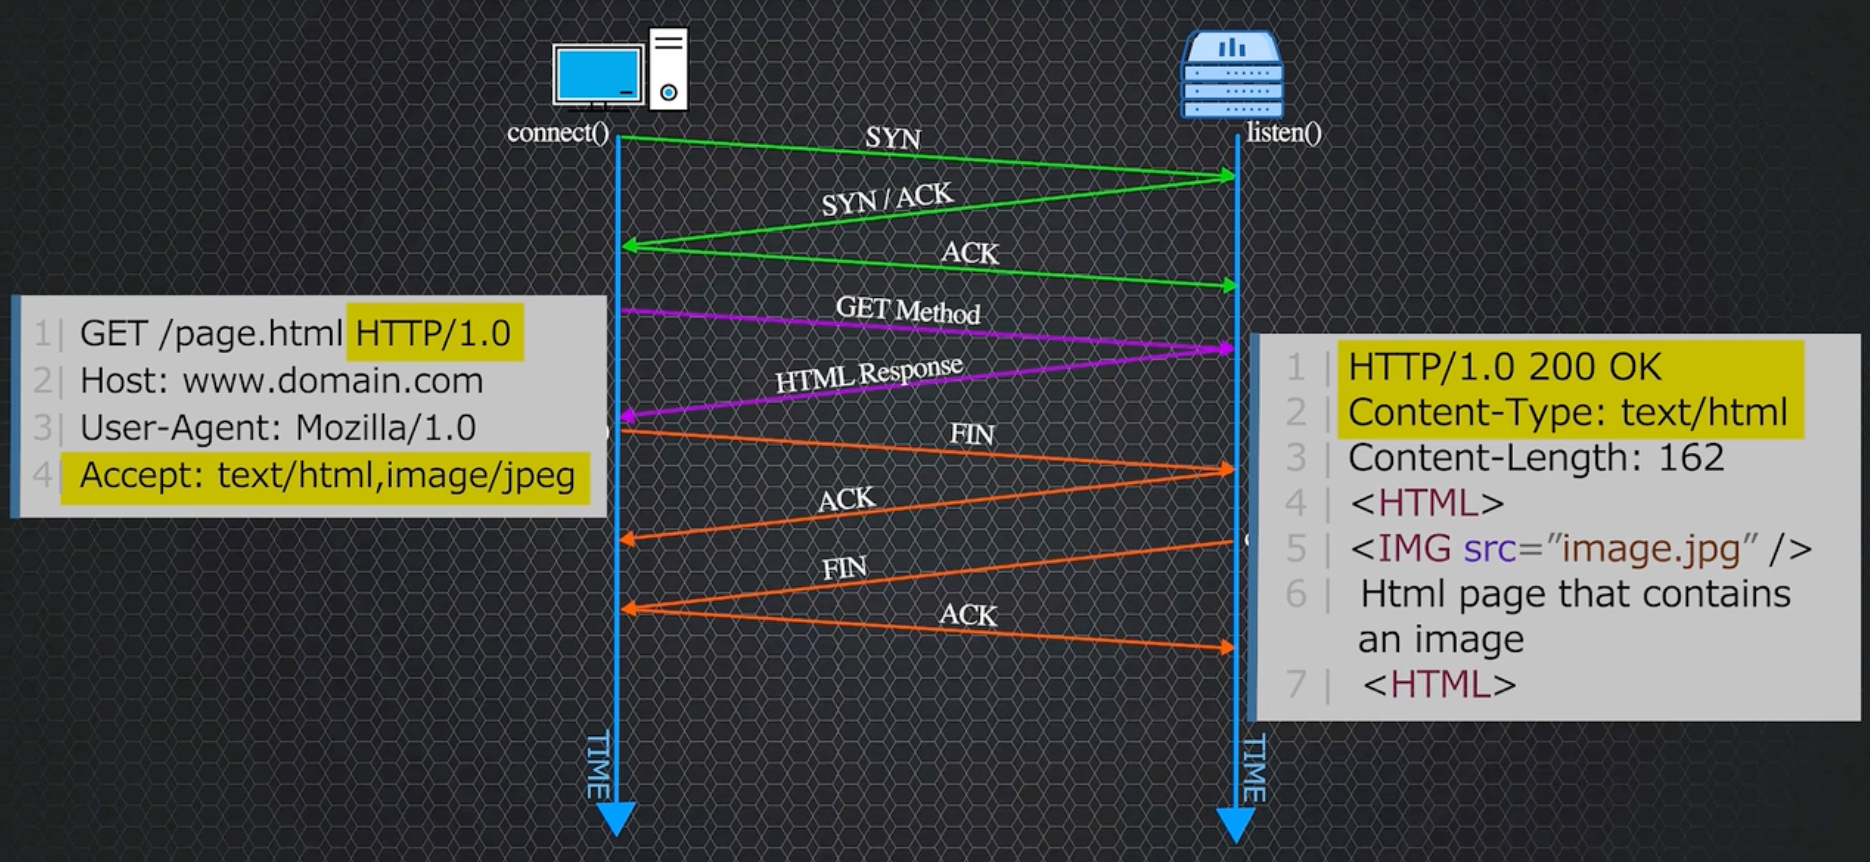 connect()
listen()
SYN
SYN / ACK
ACK
GET Method
HTML Response
FIN
ACK
FIN
ACK
1| GET /page.html HTTP/1.0
2| Host: www.domain.com
3| User-Agent: Mozilla/1.0
4| Accept: text/html,image/jpeg
1 | HTTP/1.0 200 OK
2 | Content-Type: text/html
3 | Content-Length: 162
4 | <HTML>
5 | <IMG src=”image.jpg” />
6 | Html page that contains
an image
7 | <HTML>
TIME
TIME